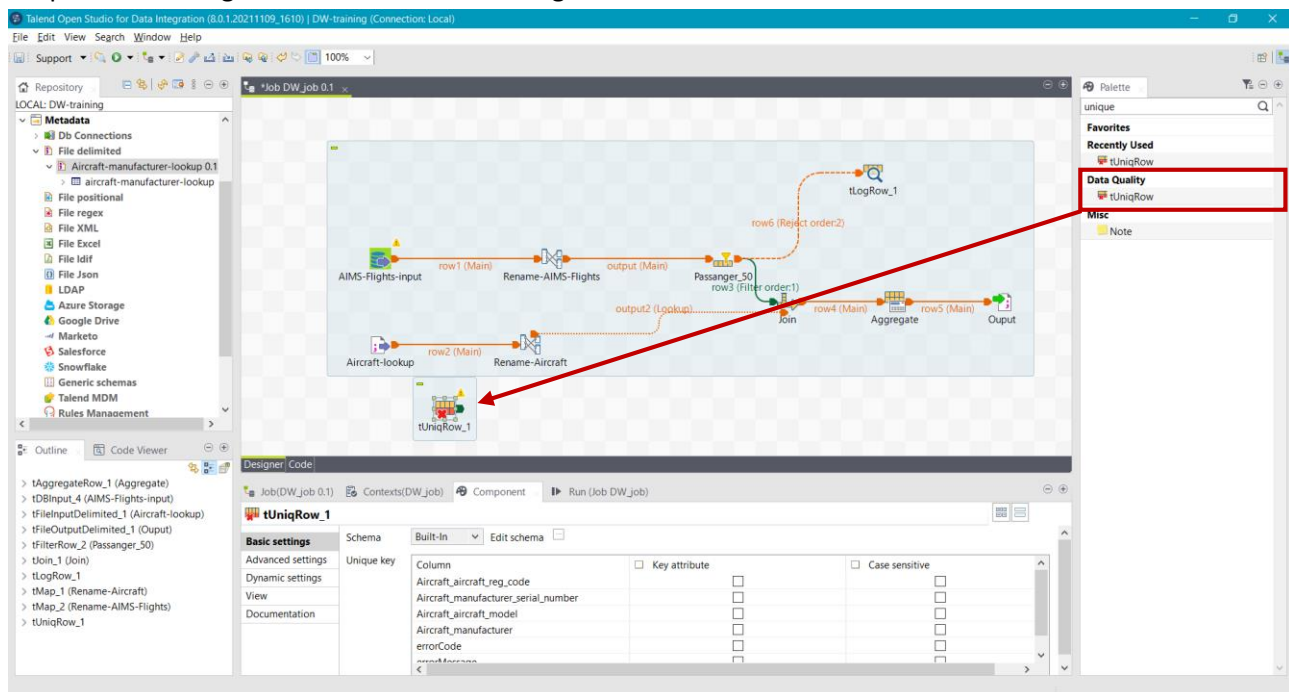 Talend Open Studio for Data Integration (8.0.1.20211109_1610) | DW-training (Connection: Local)
File Edit View Search Window Help
Support 100%
Repository
LOCAL: DW-training
Metadata
Db Connections
File delimited
Aircraft-manufacturer-lookup 0.1
aircraft-manufacturer-lookup
File positional
File regex
File XML
File Excel
File ldif
File Json
LDAP
Azure Storage
Google Drive
Marketo
Salesforce
Snowflake
Generic schemas
Talend MDM
Rules Management
*Job DW_job 0.1
tLogRow_1
row6 (Reject order:2)
AIMS-Flights-input
row1 (Main)
Rename-AIMS-Flights
output (Main)
Passanger_50
row3 (Filter order:1)
output2 (Lookup)
Join
row4 (Main)
Aggregate
row5 (Main)
Ouput
Aircraft-lookup
row2 (Main)
Rename-Aircraft
tUniqRow_1
Designer Code
Palette
unique
Favorites
Recently Used
tUniqRow
Data Quality
tUniqRow
Misc
Note
Outline Code Viewer
tAggregateRow_1 (Aggregate)
tDBInput_4 (AIMS-Flights-input)
tFileInputDelimited_1 (Aircraft-lookup)
tFileOutputDelimited_1 (Ouput)
tFilterRow_2 (Passanger_50)
tJoin_1 (Join)
tLogRow_1
tMap_1 (Rename-Aircraft)
tMap_2 (Rename-AIMS-Flights)
tUniqRow_1
Job(DW_job 0.1) Contexts(DW_job) Component Run (Job DW_job)
tUniqRow_1
Basic settings
Advanced settings
Dynamic settings
View
Documentation
Schema Built-In Edit schema
Unique key
Column Key attribute Case sensitive
Aircraft_aircraft_reg_code
Aircraft_manufacturer_serial_number
Aircraft_aircraft_model
Aircraft_manufacturer
errorCode
errorMessage